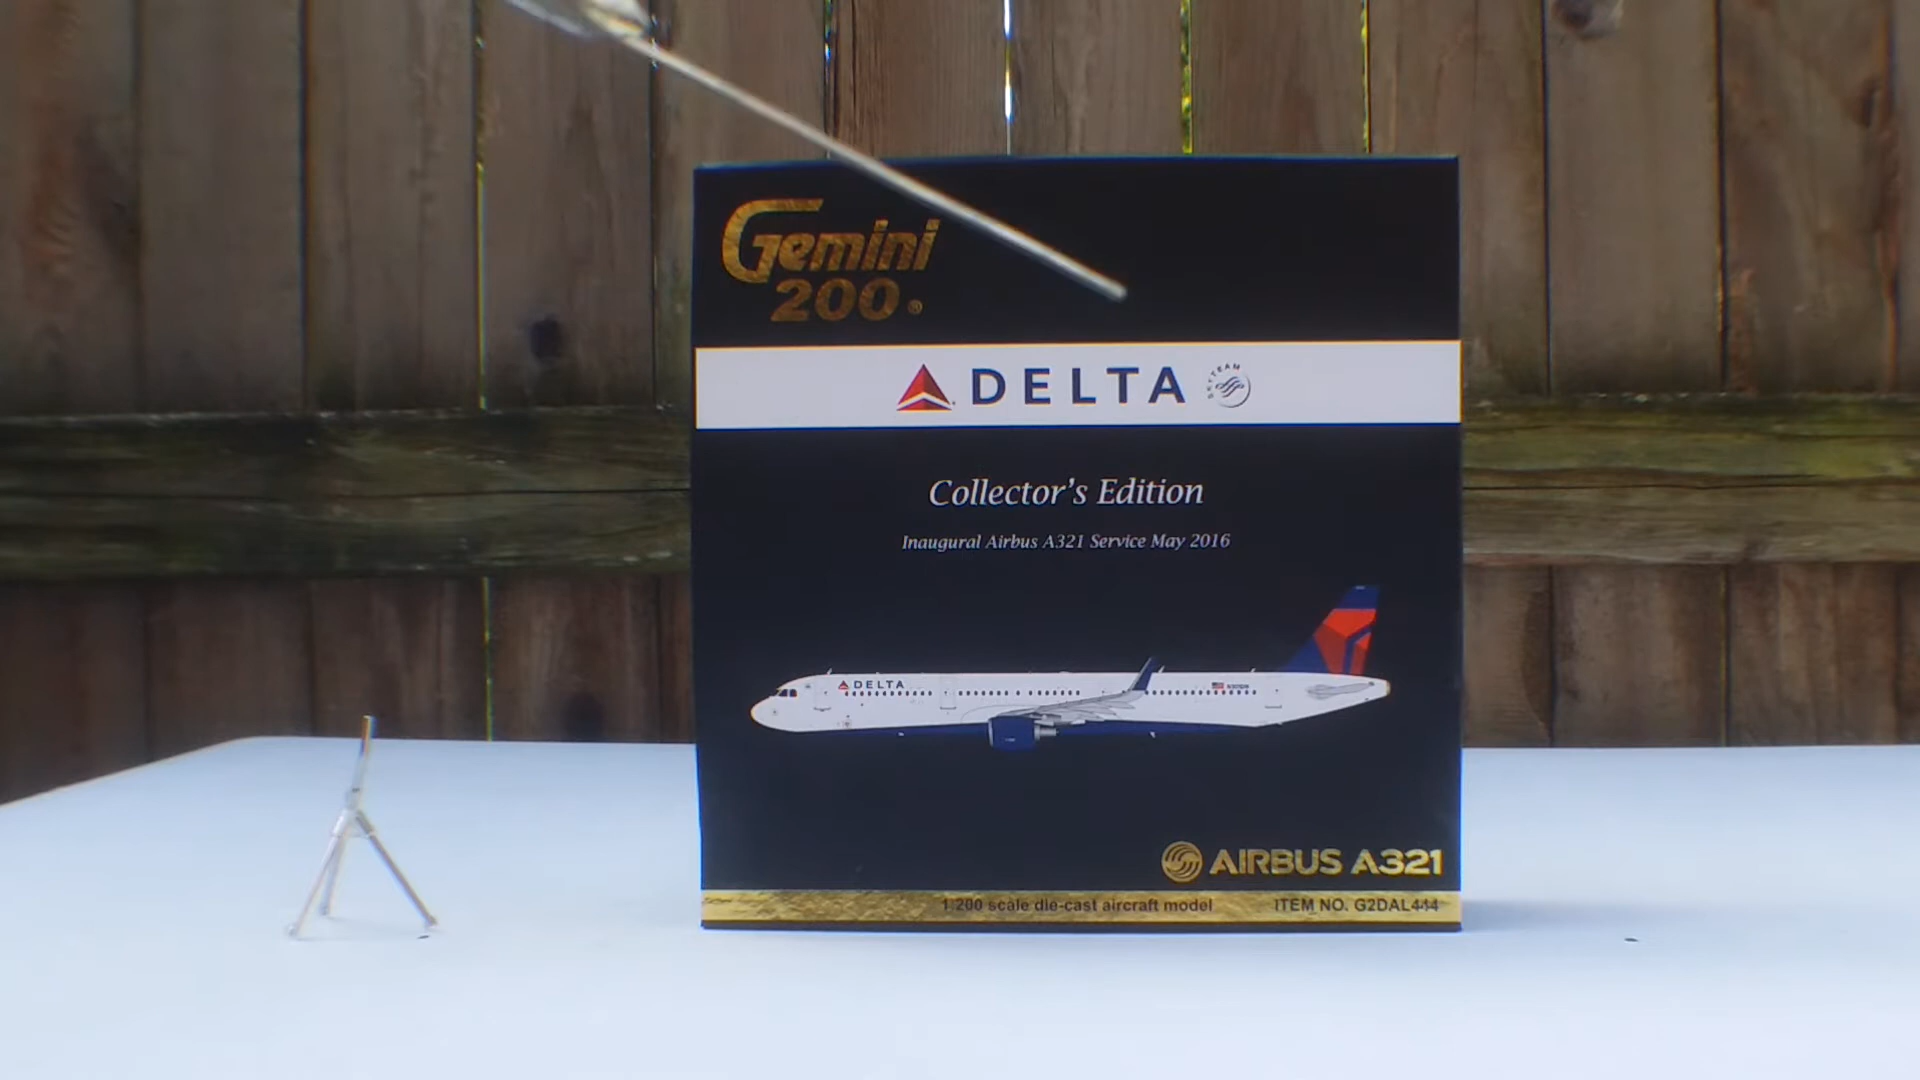 Gemini
200®
DELTA SKYTEAM
Collector's Edition
Inaugural Airbus A321 Service May 2016
DELTA
AIRBUS A321
1:200 scale die-cast aircraft model ITEM NO. G2DAL444